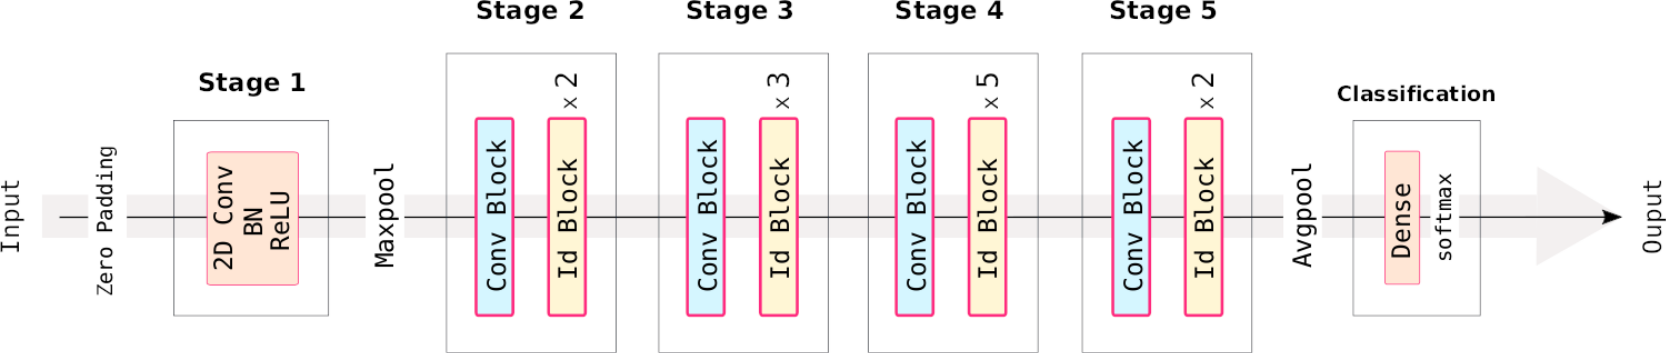 Input
Zero Padding
Stage 1
2D Conv
BN
ReLU
Maxpool
Stage 2
Conv Block
Id Block
x 2
Stage 3
Conv Block
Id Block
x 3
Stage 4
Conv Block
Id Block
x 5
Stage 5
Conv Block
Id Block
x 2
Avgpool
Classification
Dense
softmax
Ouput